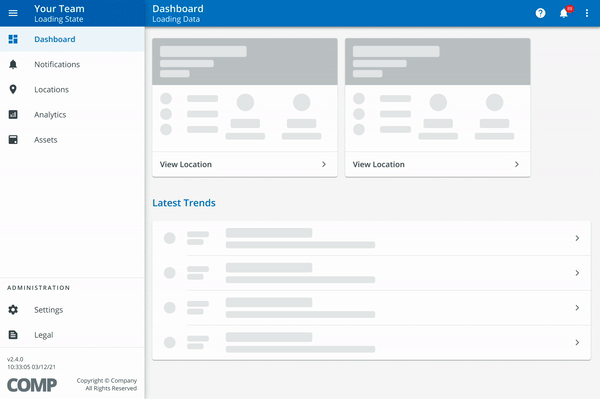 Your Team
Loading State
Dashboard
Loading Data
Dashboard
Notifications
Locations
Analytics
Assets
View Location
View Location
Latest Trends
ADMINISTRATION
Settings
Legal
v2.4.0
10:33:05 03/12/21
COMP
Copyright © Company
All Rights Reserved